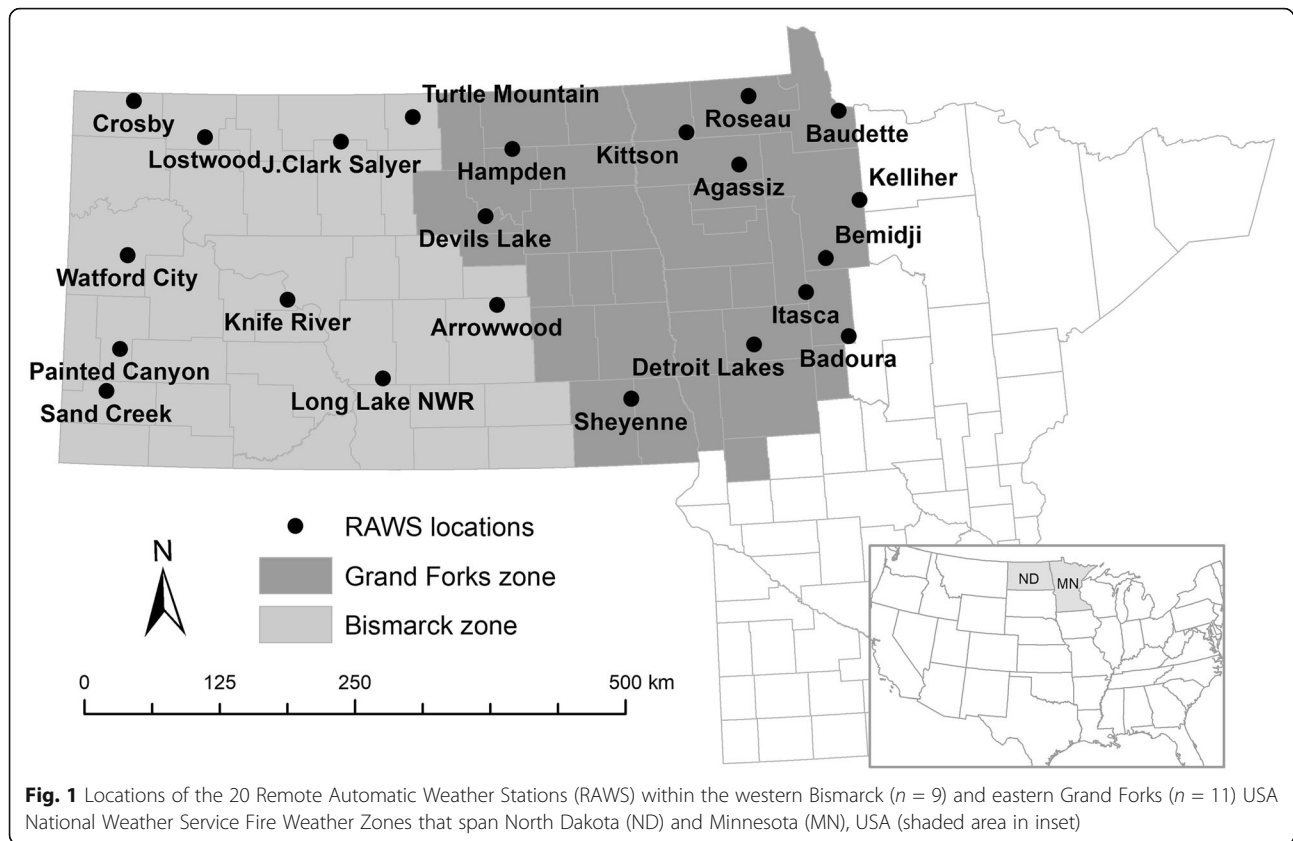 Turtle Mountain
Crosby
Lostwood
J.Clark Salyer
Hampden
Kittson
Roseau
Baudette
Agassiz
Kelliher
Devils Lake
Bemidji
Watford City
Knife River
Arrowwood
Itasca
Painted Canyon
Detroit Lakes
Badoura
Sand Creek
Long Lake NWR
Sheyenne
N
RAWS locations
Grand Forks zone
Bismarck zone
0 125 250 500 km
ND
MN
Fig. 1 Locations of the 20 Remote Automatic Weather Stations (RAWS) within the western Bismarck (n = 9) and eastern Grand Forks (n = 11) USA
National Weather Service Fire Weather Zones that span North Dakota (ND) and Minnesota (MN), USA (shaded area in inset)